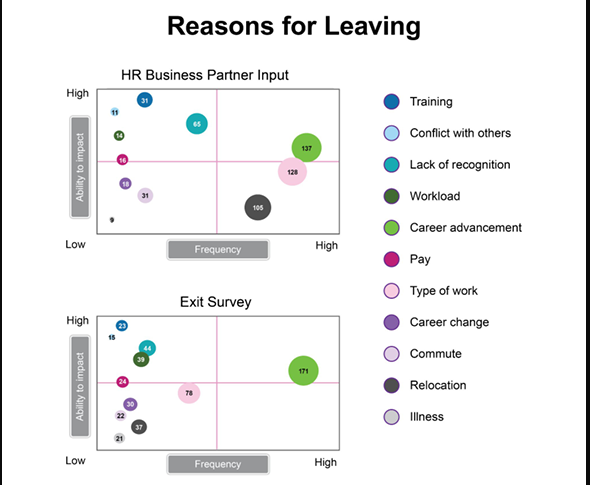 Reasons for Leaving
HR Business Partner Input
High
Ability to impact
Low
Frequency
High
31
11
65
14
137
16
128
18
31
105
9
Exit Survey
High
Ability to impact
Low
Frequency
High
23
15
44
39
171
24
78
30
22
37
21
Training
Conflict with others
Lack of recognition
Workload
Career advancement
Pay
Type of work
Career change
Commute
Relocation
Illness